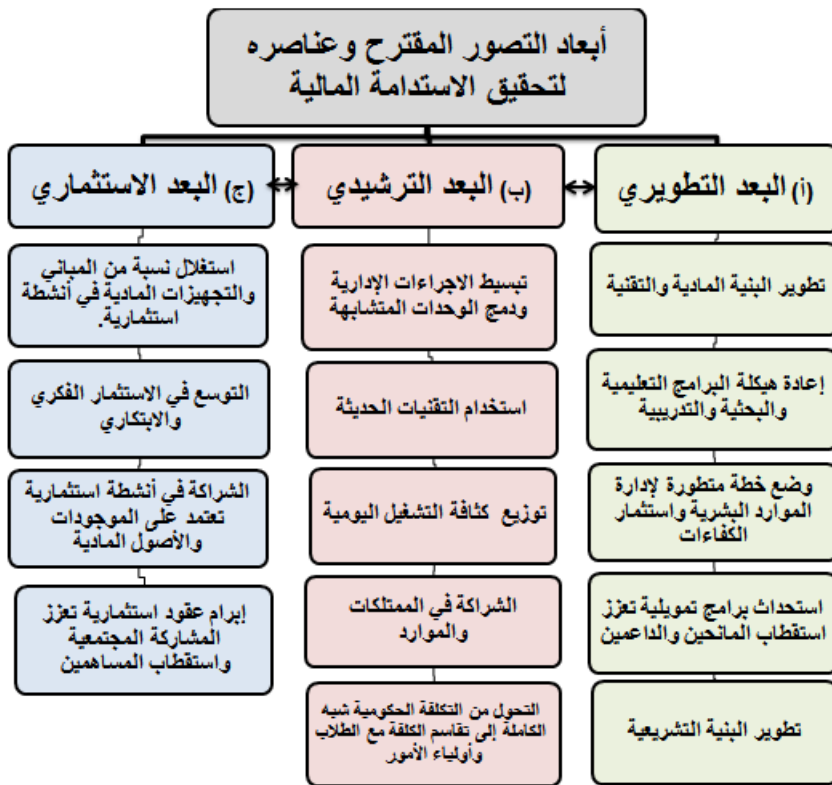 أبعاد التصور المقترح وعناصره
لتحقيق الاستدامة المالية
(أ) البعد التطويري
تطوير البنية المادية والتقنية
إعادة هيكلة البرامج التعليمية
والبحثية والتدريبية
وضع خطة متطورة لإدارة
الموارد البشرية واستثمار
الكفاءات
استحداث برامج تمويلية تعزز
استقطاب المانحين والداعمين
تطوير البنية التشريعية
(ب) البعد الترشيدي
تبسيط الاجراءات الإدارية
ودمج الوحدات المتشابهة
استخدام التقنيات الحديثة
توزيع كثافة التشغيل اليومية
الشراكة في الممتلكات
والموارد
التحول من التكلفة الحكومية شبه
الكاملة إلى تقاسم الكلفة مع الطلاب
وأولياء الأمور
(ج) البعد الاستثماري
استغلال نسبة من المباني
والتجهيزات المادية في أنشطة
استثمارية.
التوسع في الاستثمار الفكري
والابتكاري
الشراكة في أنشطة استثمارية
تعتمد على الموجودات
والأصول المادية
إبرام عقود استثمارية تعزز
المشاركة المجتمعية
واستقطاب المساهمين